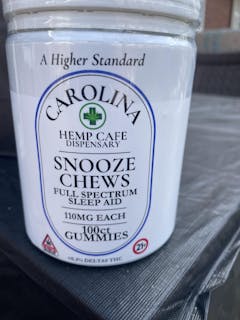 A Higher Standard
CAROLINA
HEMP CAFE
DISPENSARY
SNOOZE
CHEWS
FULL SPECTRUM
SLEEP AID
110MG EACH
100ct
GUMMIES
21+